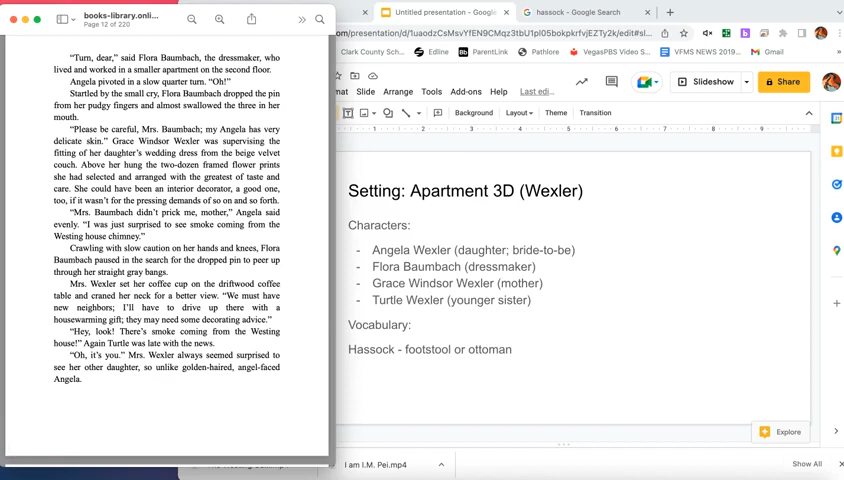 books-library.onli...
Page 12 of 220
Untitled presentation - Google
hassock - Google Search
presentation/d/1uaodzCsMsvYfEN9Cmqz3tbU1pI05bokpkrfvjEZTy2k/edit#sl...
Clark County Sch...
Edline
ParentLink
Pathlore
VegasPBS Video S...
VFMS NEWS 2019-...
Gmail
mat Slide Arrange Tools Add-ons Help Last edi...
Slideshow
Share
Background Layout Theme Transition
1 2 3 4 5 6 7 8 9
“Turn, dear,” said Flora Baumbach, the dressmaker, who
lived and worked in a smaller apartment on the second floor.
Angela pivoted in a slow quarter turn. “Oh!”
Startled by the small cry, Flora Baumbach dropped the pin
from her pudgy fingers and almost swallowed the three in her
mouth.
“Please be careful, Mrs. Baumbach; my Angela has very
delicate skin.” Grace Windsor Wexler was supervising the
fitting of her daughter’s wedding dress from the beige velvet
couch. Above her hung the two-dozen framed flower prints
she had selected and arranged with the greatest of taste and
care. She could have been an interior decorator, a good one,
too, if it wasn’t for the pressing demands of so on and so forth.
“Mrs. Baumbach didn’t prick me, mother,” Angela said
evenly. “I was just surprised to see smoke coming from the
Westing house chimney.”
Crawling with slow caution on her hands and knees, Flora
Baumbach paused in the search for the dropped pin to peer up
through her straight gray bangs.
Mrs. Wexler set her coffee cup on the driftwood coffee
table and craned her neck for a better view. “We must have
new neighbors; I’ll have to drive up there with a
housewarming gift; they may need some decorating advice.”
“Hey, look! There’s smoke coming from the Westing
house!” Again Turtle was late with the news.
“Oh, it’s you.” Mrs. Wexler always seemed surprised to
see her other daughter, so unlike golden-haired, angel-faced
Angela.
Setting: Apartment 3D (Wexler)
Characters:
- Angela Wexler (daughter; bride-to-be)
- Flora Baumbach (dressmaker)
- Grace Windsor Wexler (mother)
- Turtle Wexler (younger sister)
Vocabulary:
Hassock - footstool or ottoman
Explore
I am I.M. Pei.mp4
Show All